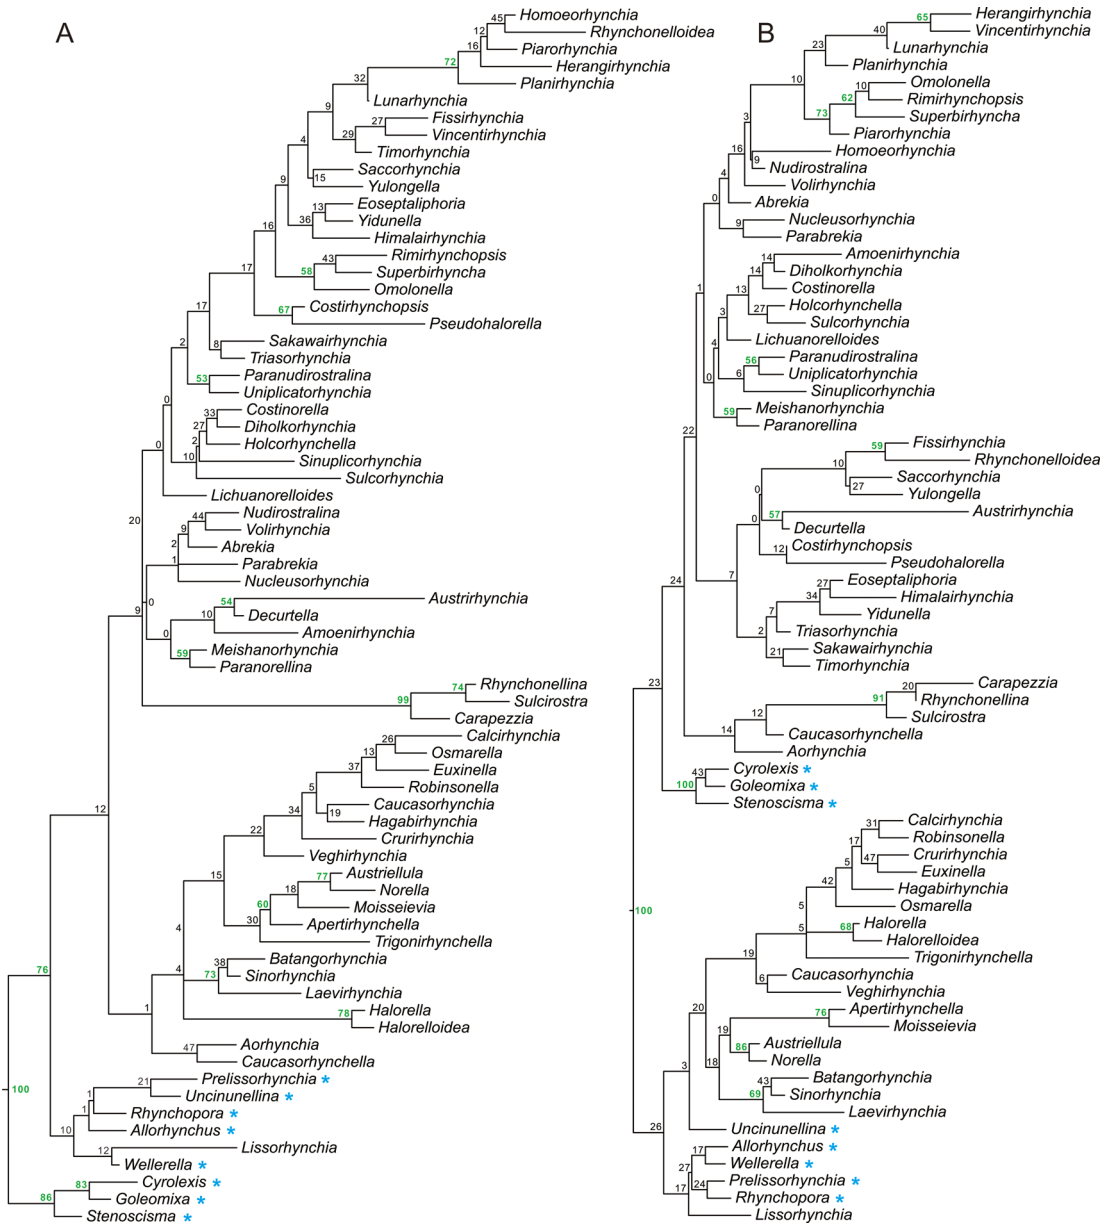 A
45 Homoeorhynchia
12 Rhynchonelloidea
16 Piarorhynchia
72 Herangirhynchia
Planirhynchia
32
Lunarhynchia
9
27 Fissirhynchia
29 Vincentirhynchia
Timorhynchia
4
Saccorhynchia
15
Yulongella
9
13 Eoseptaliphoria
36 Yidunella
Himalairhynchia
16
43 Rimirhynchopsis
58 Superbirhyncha
Omolonella
17
67 Costirhynchopsis
Pseudohalorella
17
8 Sakawairhynchia
Triasorhynchia
2
53 Paranudirostralina
Uniplicatorhynchia
0
33 Costinorella
27 Diholkorhynchia
2 Holcorhynchella
10 Sinuplicorhynchia
Sulcorhynchia
0
Lichuanorelloides
20
44 Nudirostralina
9 Volirhynchia
2 Abrekia
1 Parabrekia
Nucleusorhynchia
0
54 Austrirhynchia
10 Decurtella
Amoenirhynchia
0
59 Meishanorhynchia
Paranorellina
9
74 Rhynchonellina
99 Sulcirostra
Carapezzia
12
26 Calcirhynchia
13 Osmarella
37 Euxinella
Robinsonella
5
Caucasorhynchia
19
Hagabirhynchia
34
Crurirhynchia
22
Veghirhynchia
15
77 Austriellula
18 Norella
60 Moisseievia
30 Apertirhynchella
Trigonirhynchella
4
38 Batangorhynchia
73 Sinorhynchia
4
Laevirhynchia
78 Halorella
Halorelloidea
1
47 Aorhynchia
Caucasorhynchella
76
21 Prelissorhynchia *
1 Uncinunellina *
1 Rhynchopora *
10 Allorhynchus *
12 Lissorhynchia
Wellerella *
100
83 Cyrolexis *
86 Goleomixa *
Stenoscisma *
B
65 Herangirhynchia
40 Vincentirhynchia
23 Lunarhynchia
Planirhynchia
10
10 Omolonella
62 Rimirhynchopsis
73 Superbirhyncha
Piarorhynchia
3
Homoeorhynchia
16 9
Nudirostralina
Volirhynchia
4
Abrekia
0
9 Nucleusorhynchia
Parabrekia
1
14 Amoenirhynchia
14 Diholkorhynchia
13 Costinorella
27 Holcorhynchella
Sulcorhynchia
3
Lichuanorelloides
4
56 Paranudirostralina
6 Uniplicatorhynchia
0
Sinuplicorhynchia
59 Meishanorhynchia
Paranorellina
22
59 Fissirhynchia
10 Rhynchonelloidea
Saccorhynchia
27
Yulongella
0
57 Austrirhynchia
0
Decurtella
12 Costirhynchopsis
Pseudohalorella
7
27 Eoseptaliphoria
34 Himalairhynchia
7 Yidunella
2 Triasorhynchia
21 Sakawairhynchia
Timorhynchia
24
20 Carapezzia
91 Rhynchonellina
12 Sulcirostra
14 Caucasorhynchella
Aorhynchia
23
43 Cyrolexis *
100 Goleomixa *
Stenoscisma *
100
31 Calcirhynchia
17 Robinsonella
5 47 Crurirhynchia
Euxinella
42 Hagabirhynchia
Osmarella
5
68 Halorella
5
Halorelloidea
Trigonirhynchella
19
6 Caucasorhynchia
Veghirhynchia
20
76 Apertirhynchella
19 Moisseievia
86 Austriellula
18 Norella
43 Batangorhynchia
69 Sinorhynchia
Laevirhynchia
3
Uncinunellina *
26
17 Allorhynchus *
27 Wellerella *
24 Prelissorhynchia *
17 Rhynchopora *
Lissorhynchia